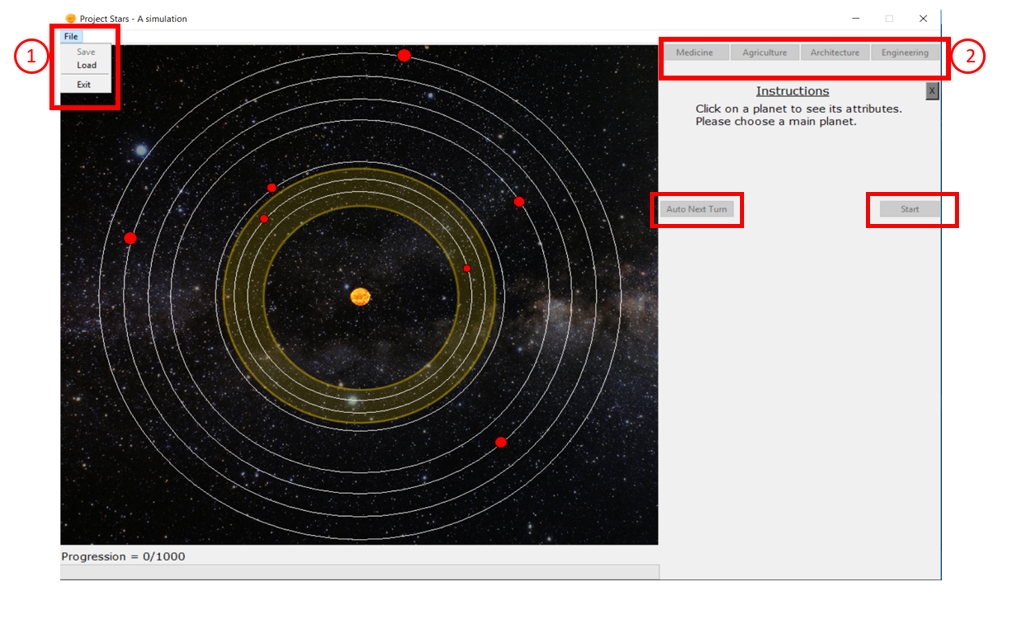 Project Stars - A simulation
File
1
Save
Load
Exit
Medicine Agriculture Architecture Engineering
2
Instructions
X
Click on a planet to see its attributes.
Please choose a main planet.
Auto Next Turn
Start
Progression = 0/1000